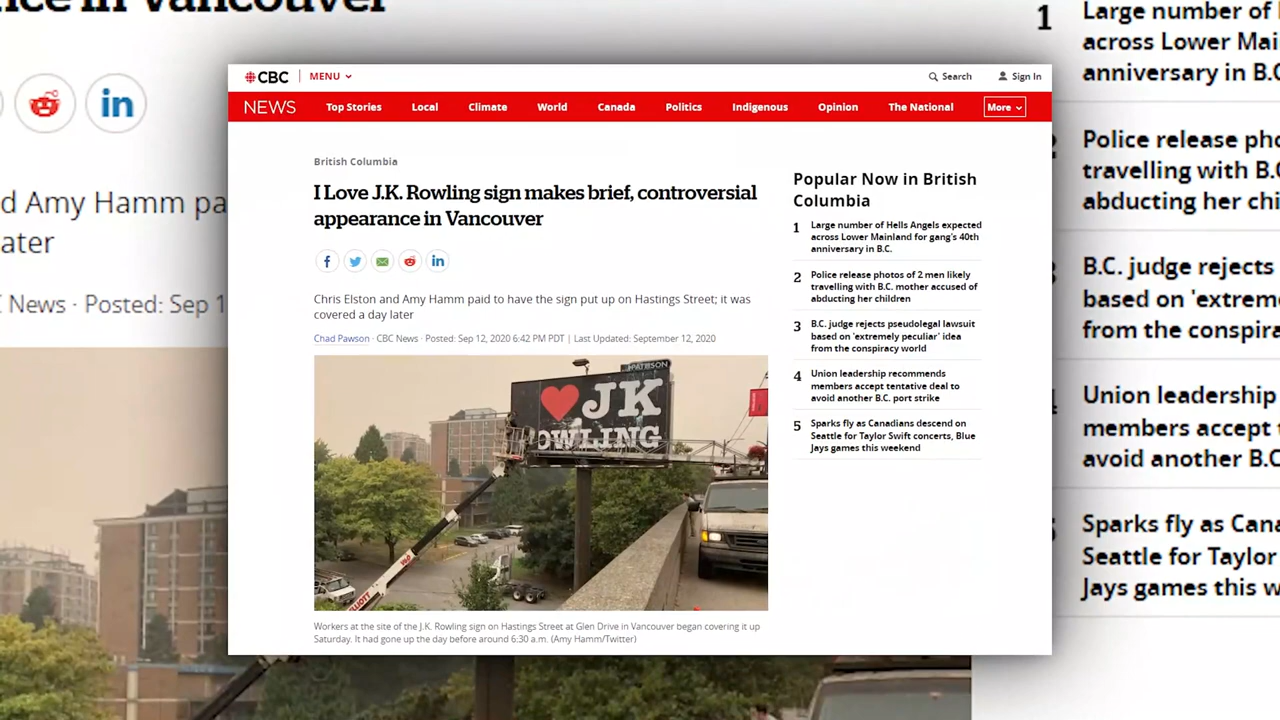 nce in Vancouver
d Amy Hamm pa
ater
C News · Posted: Sep 1
CBC
MENU
Search
Sign In
NEWS
Top Stories
Local
Climate
World
Canada
Politics
Indigenous
Opinion
The National
More
British Columbia
I Love J.K. Rowling sign makes brief, controversial
appearance in Vancouver
Chris Elston and Amy Hamm paid to have the sign put up on Hastings Street; it was
covered a day later
Chad Pawson · CBC News · Posted: Sep 12, 2020 6:42 PM PDT | Last Updated: September 12, 2020
PATTISON
JK
OWLING
ELLIOTT
Workers at the site of the J.K. Rowling sign on Hastings Street at Glen Drive in Vancouver began covering it up
Saturday. It had gone up the day before around 6:30 a.m. (Amy Hamm/Twitter)
Popular Now in British
Columbia
1 Large number of Hells Angels expected
across Lower Mainland for gang's 40th
anniversary in B.C.
2 Police release photos of 2 men likely
travelling with B.C. mother accused of
abducting her children
3 B.C. judge rejects pseudolegal lawsuit
based on 'extremely peculiar' idea
from the conspiracy world
4 Union leadership recommends
members accept tentative deal to
avoid another B.C. port strike
5 Sparks fly as Canadians descend on
Seattle for Taylor Swift concerts, Blue
Jays games this weekend
1 Large number of
across Lower Mai
anniversary in B.C
Police release pho
travelling with B.C
abducting her chi
B.C. judge rejects
based on 'extrem
from the conspira
Union leadership
members accept t
avoid another B.C
Sparks fly as Cana
Seattle for Taylor
Jays games this w